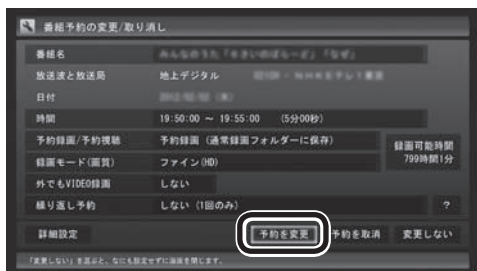 番組予約の変更/取り消し
番組名
放送波と放送局 地上デジタル
日付
時間 19:50:00 ～ 19:55:00 (5分00秒)
予約録画/予約視聴 予約録画 (通常録画フォルダーに保存)
録画可能時間
799時間1分
録画モード(画質) ファイン(HD)
外でもVIDEO録画 しない
繰り返し予約 しない (1回のみ) ?
詳細設定 予約を変更 予約を取消 変更しない
「変更しない」を選ぶと、なにも設定せずに画面を閉じます。